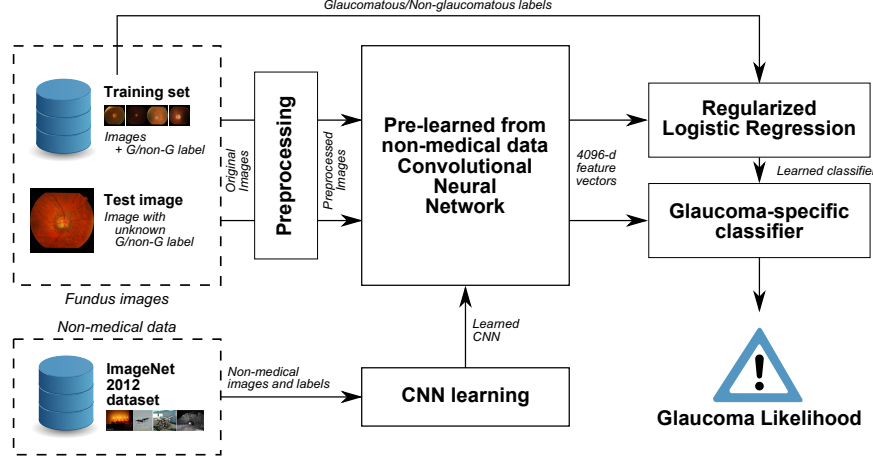 Glaucomatous/Non-glaucomatous labels
Training set
Images
+ G/non-G label
Test image
Image with
unknown
G/non-G label
Fundus images
Original
Images
Preprocessing
Preprocessed
Images
Pre-learned from
non-medical data
Convolutional
Neural
Network
4096-d
feature
vectors
Regularized
Logistic Regression
Learned classifier
Glaucoma-specific
classifier
Non-medical data
ImageNet
2012
dataset
Non-medical
images and labels
Learned
CNN
CNN learning
!
Glaucoma Likelihood